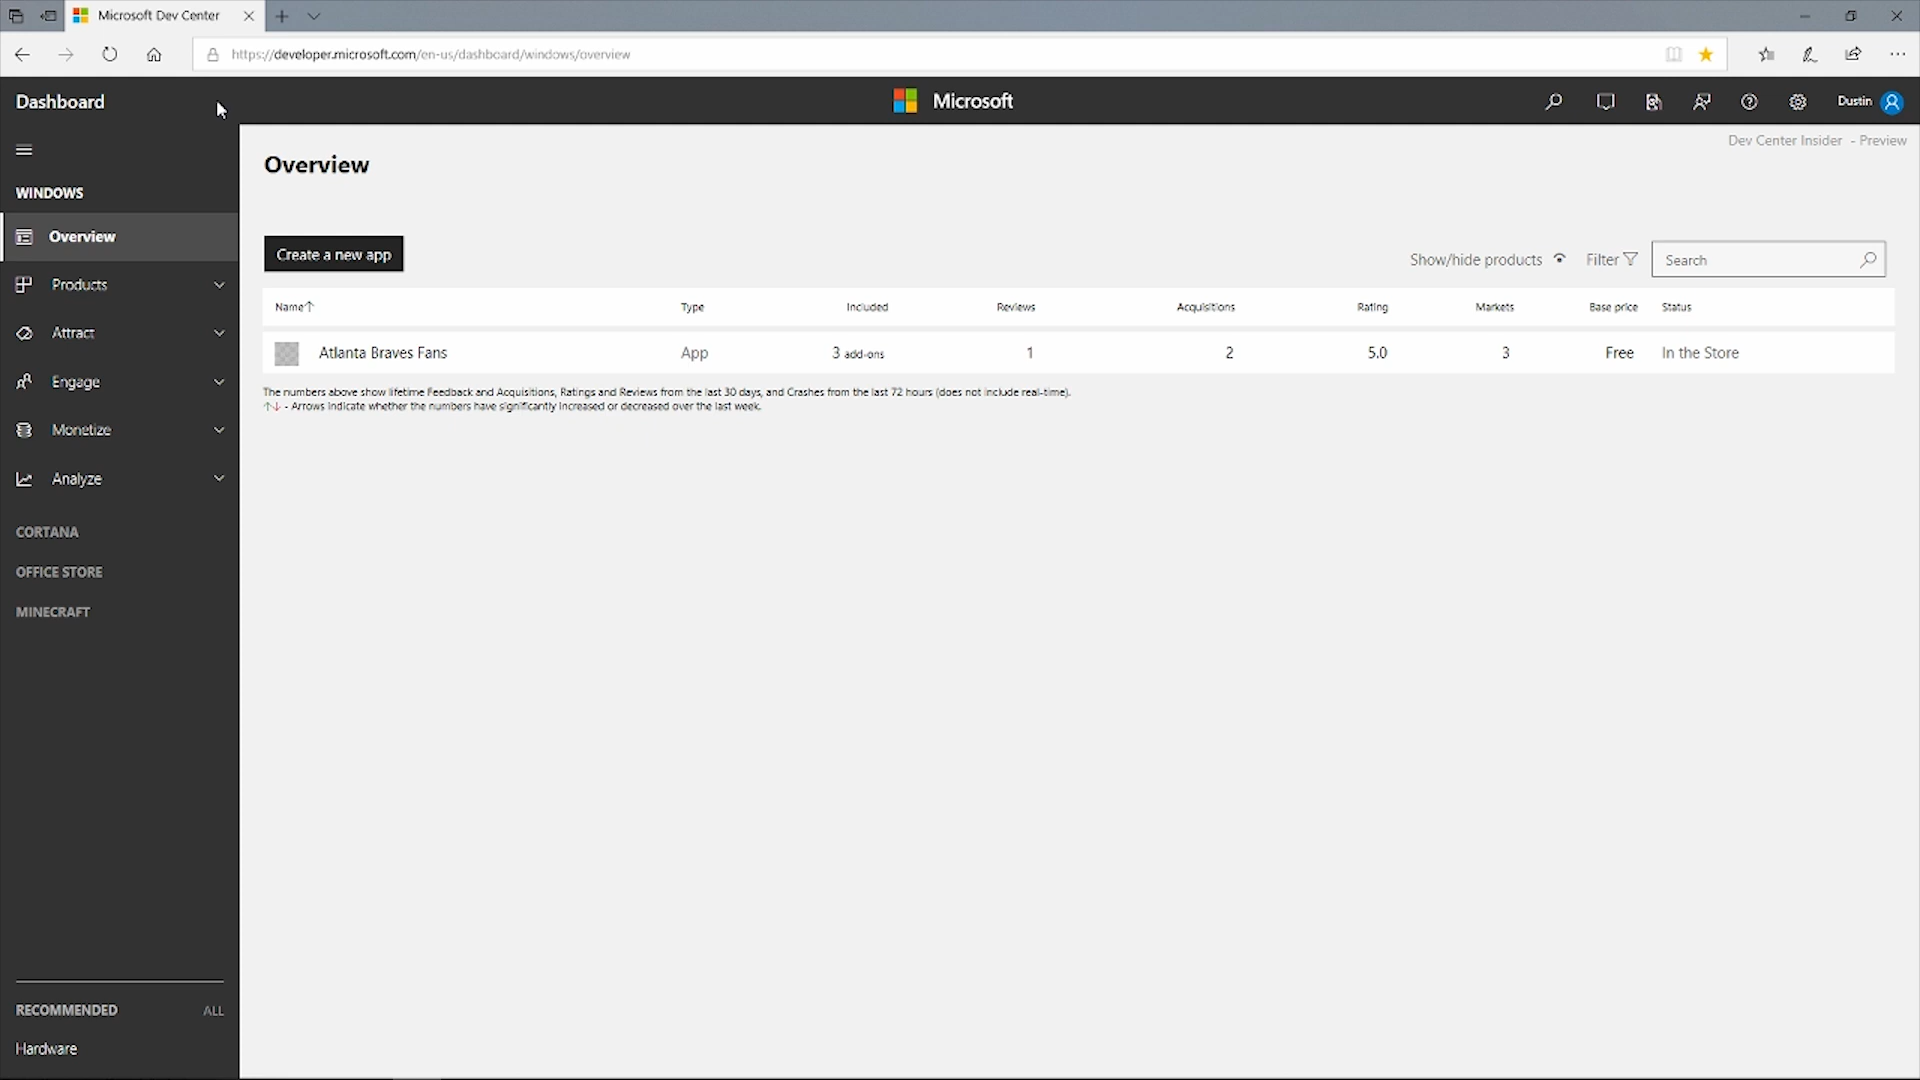 Microsoft Dev Center
https://developer.microsoft.com/en-us/dashboard/windows/overview
Dashboard
Microsoft
Dustin
Dev Center Insider - Preview
WINDOWS
Overview
Products
Attract
Engage
Monetize
Analyze
CORTANA
OFFICE STORE
MINECRAFT
RECOMMENDED ALL
Hardware
Overview
Create a new app
Show/hide products Filter Search
Name↑ Type Included Reviews Acquisitions Rating Markets Base price Status
Atlanta Braves Fans App 3 add-ons 1 2 5.0 3 Free In the Store
The numbers above show lifetime Feedback and Acquisitions, Ratings and Reviews from the last 30 days, and Crashes from the last 72 hours (does not include real-time).
↑↓ - Arrows indicate whether the numbers have significantly increased or decreased over the last week.